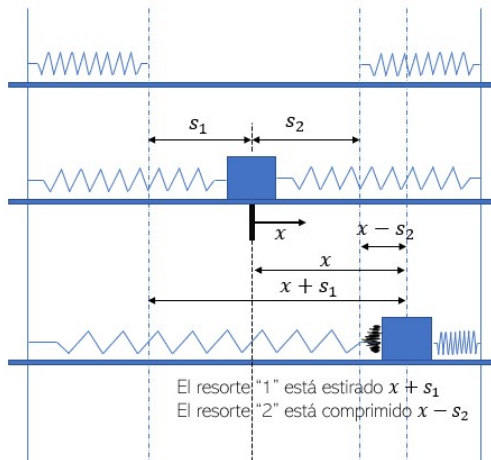 s₁ s₂
x
x − s₂
x
x + s₁
El resorte "1" está estirado x + s₁
El resorte "2" está comprimido x − s₂